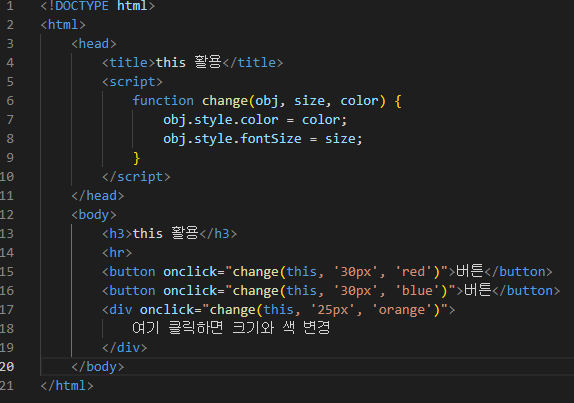 1 <!DOCTYPE html>
2 <html>
3 <head>
4 <title>this 활용</title>
5 <script>
6 function change(obj, size, color) {
7 obj.style.color = color;
8 obj.style.fontSize = size;
9 }
10 </script>
11 </head>
12 <body>
13 <h3>this 활용</h3>
14 <hr>
15 <button onclick="change(this, '30px', 'red')">버튼</button>
16 <button onclick="change(this, '30px', 'blue')">버튼</button>
17 <div onclick="change(this, '25px', 'orange')">
18 여기 클릭하면 크기와 색 변경
19 </div>
20 </body>
21 </html>